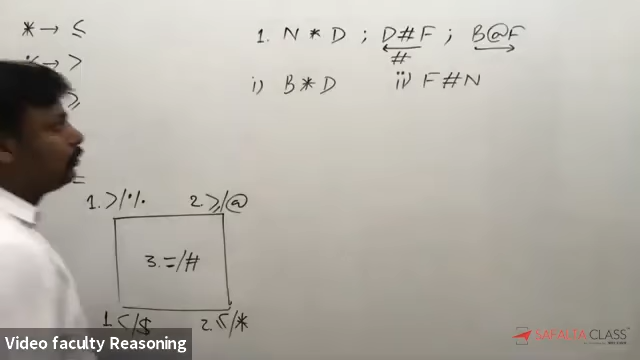 * → ≤
→ >
≥
=
1. N * D ; D # F ; B @ F
#
i) B * D ii) F # N
1. > / % 2. ≥ / @
3. = / #
1. < / $ 2. ≤ / *
Video faculty Reasoning
SAFALTA CLASS